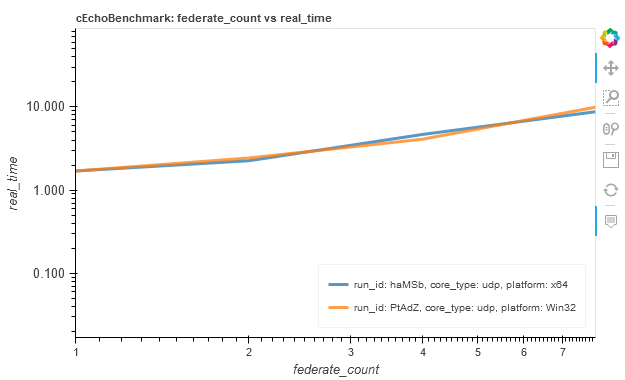 cEchoBenchmark: federate_count vs real_time
10.000
1.000
0.100
real_time
run_id: haMSb, core_type: udp, platform: x64
run_id: PtAdZ, core_type: udp, platform: Win32
1 2 3 4 5 6 7
federate_count